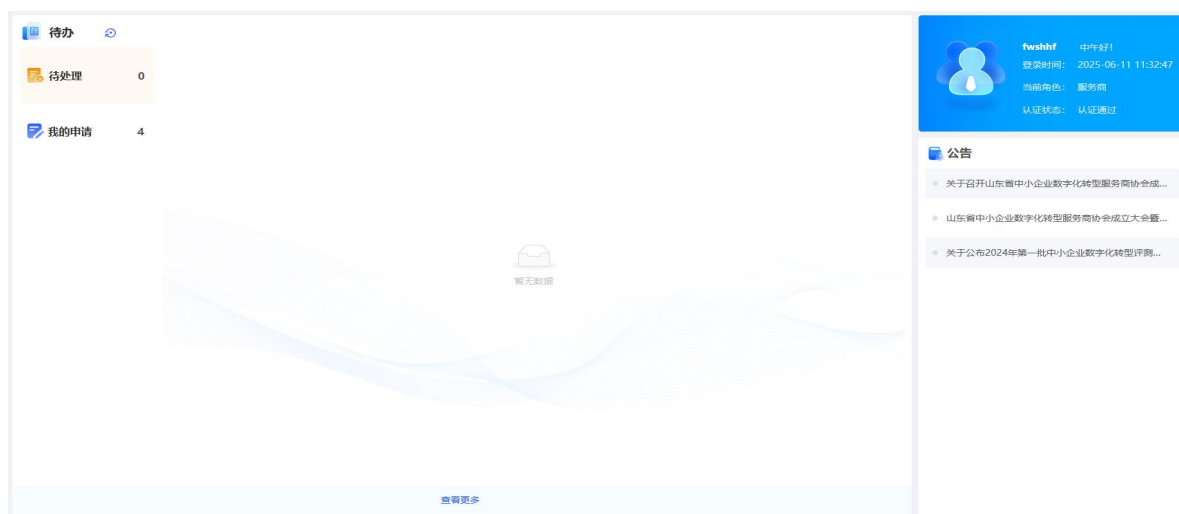 待办
待处理 0
我的申请 4
暂无数据
查看更多
fwshhf 中午好!
登录时间: 2025-06-11 11:32:47
当前角色: 服务商
认证状态: 认证通过
公告
关于召开山东省中小企业数字化转型服务商协会成...
山东省中小企业数字化转型服务商协会成立大会暨...
关于公布2024年第一批中小企业数字化转型评测...